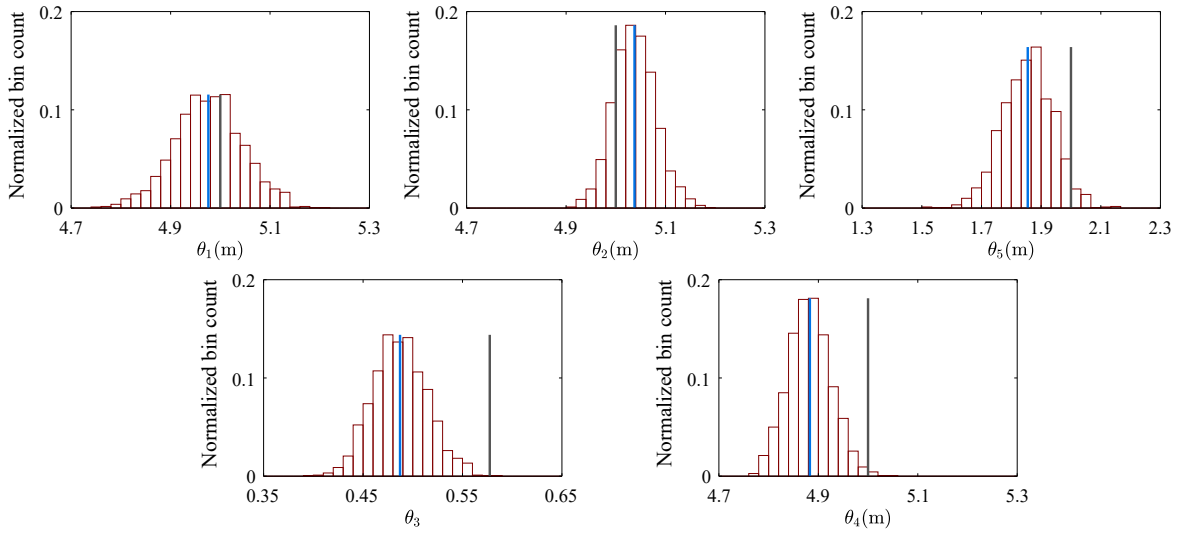 Normalized bin count
0.2
0.1
0
4.7 4.9 5.1 5.3
θ1(m)
Normalized bin count
0.2
0.1
0
4.7 4.9 5.1 5.3
θ2(m)
Normalized bin count
0.2
0.1
0
1.3 1.5 1.7 1.9 2.1 2.3
θ5(m)
Normalized bin count
0.2
0.1
0
0.35 0.45 0.55 0.65
θ3
Normalized bin count
0.2
0.1
0
4.7 4.9 5.1 5.3
θ4(m)